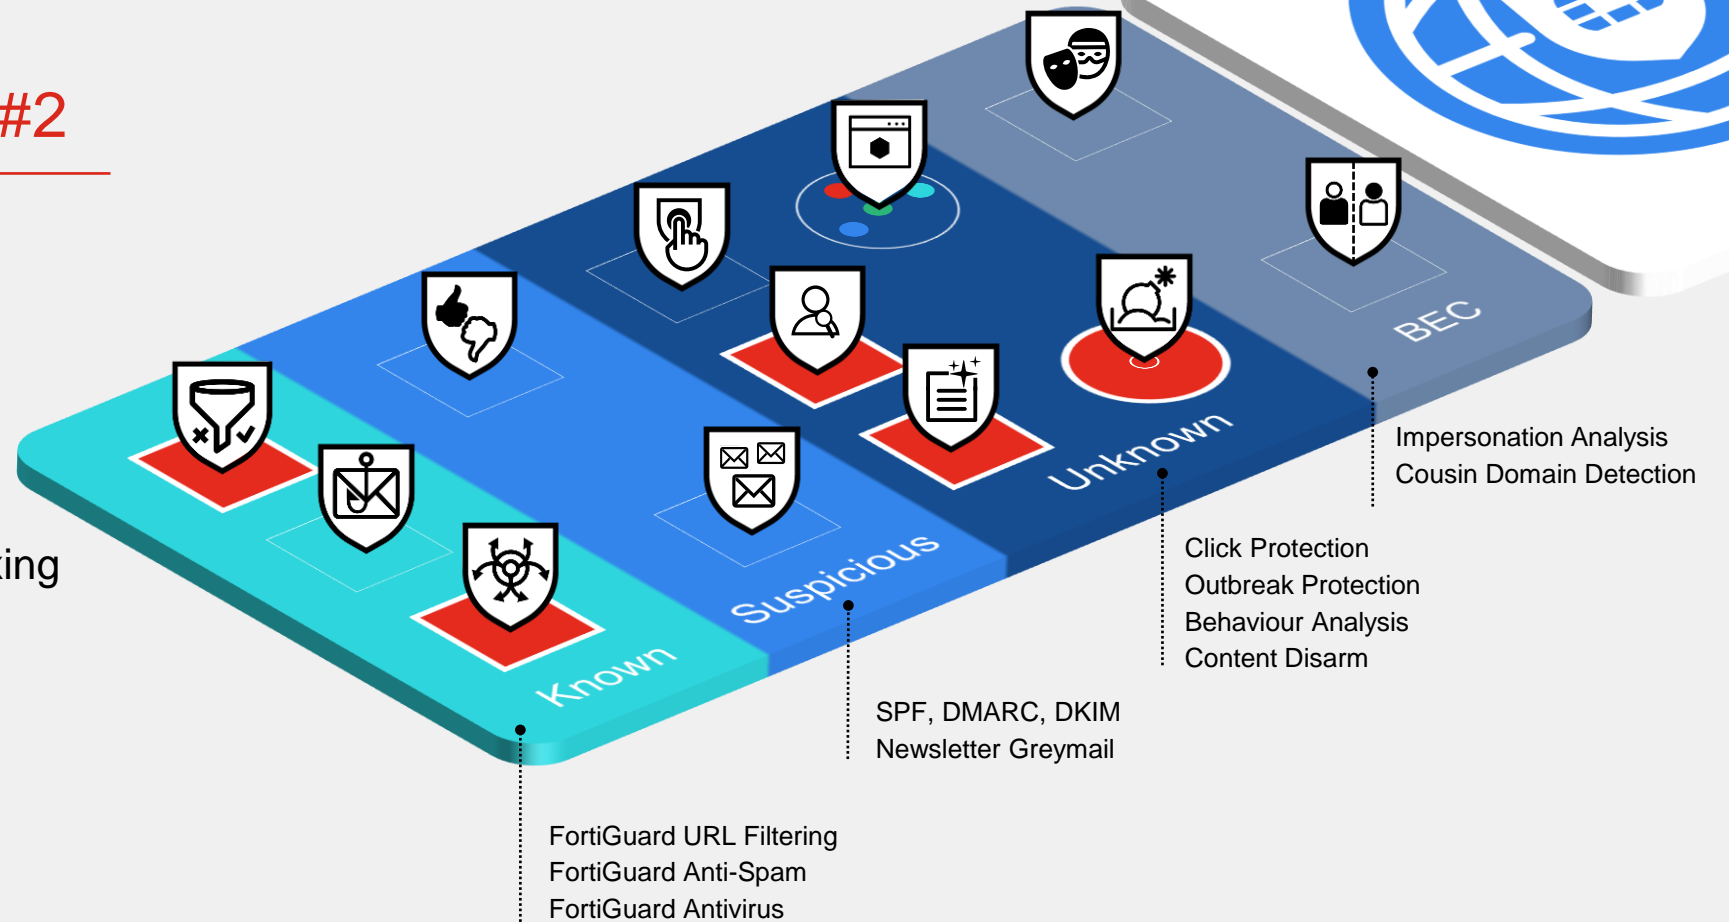 #2
BEC
Impersonation Analysis
Cousin Domain Detection
Unknown
Click Protection
Outbreak Protection
Behaviour Analysis
Content Disarm
Suspicious
SPF, DMARC, DKIM
Newsletter Greymail
Known
FortiGuard URL Filtering
FortiGuard Anti-Spam
FortiGuard Antivirus